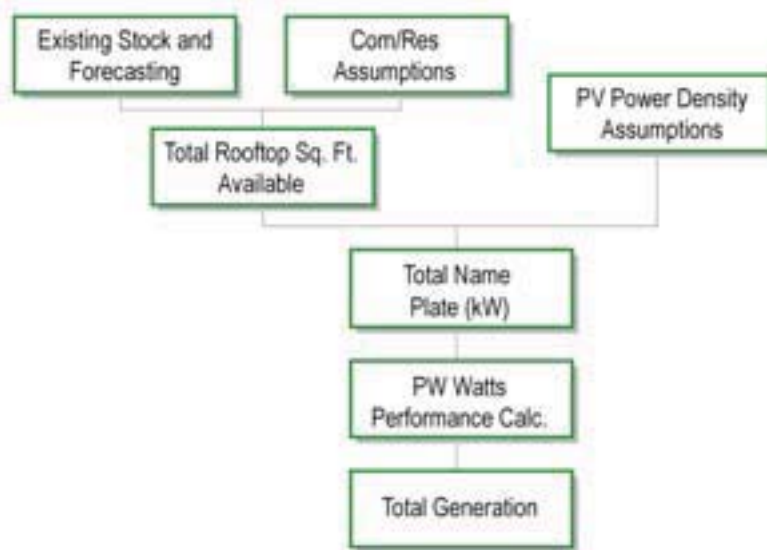 Existing Stock and
Forecasting
Com/Res
Assumptions
PV Power Density
Assumptions
Total Rooftop Sq. Ft.
Available
Total Name
Plate (kW)
PW Watts
Performance Calc.
Total Generation